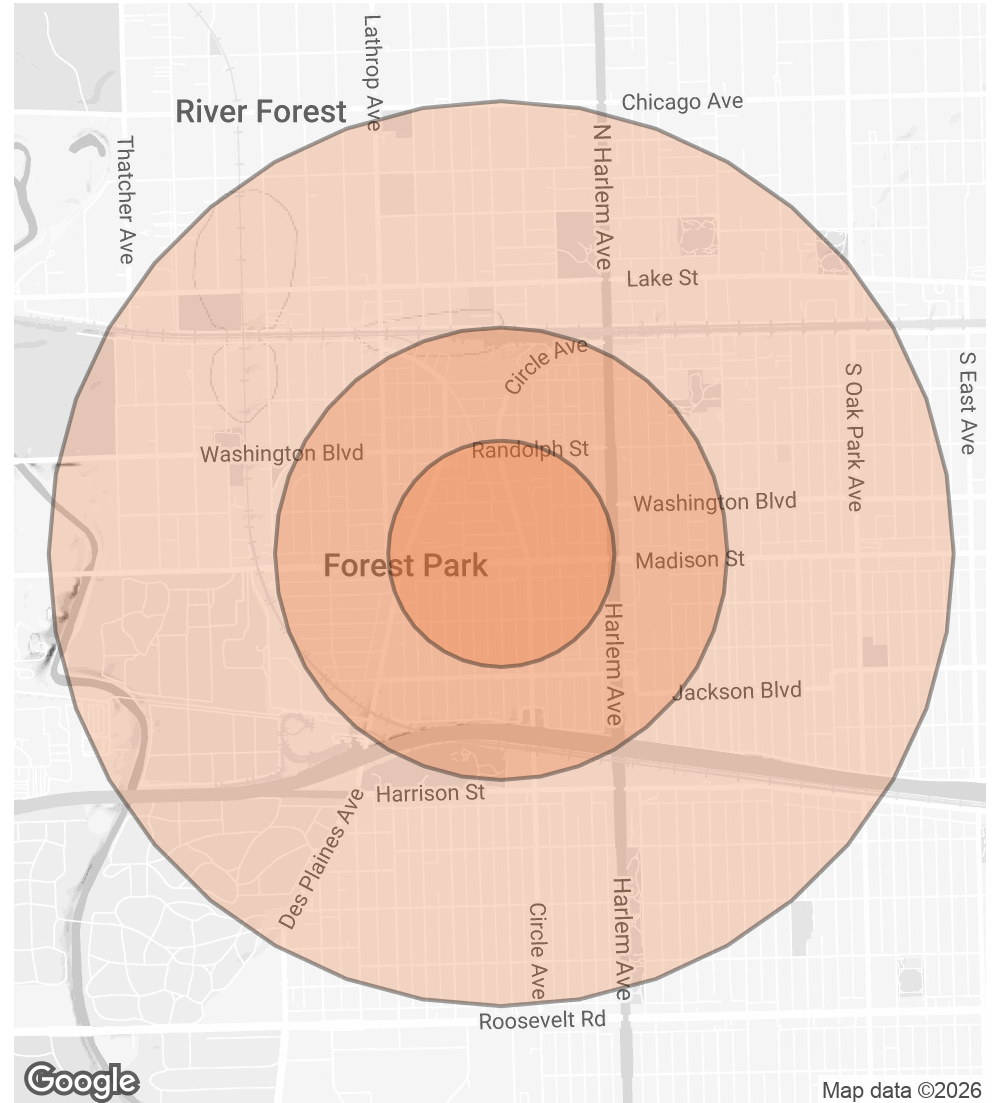 Lathrop Ave
Chicago Ave
River Forest
N Harlem Ave
Thatcher Ave
Lake St
Circle Ave
S East Ave
S Oak Park Ave
Washington Blvd
Randolph St
Washington Blvd
Madison St
Forest Park
Harlem Ave
Jackson Blvd
Harrison St
Des Plaines Ave
Harlem Ave
Circle Ave
Roosevelt Rd
Google
Map data ©2026